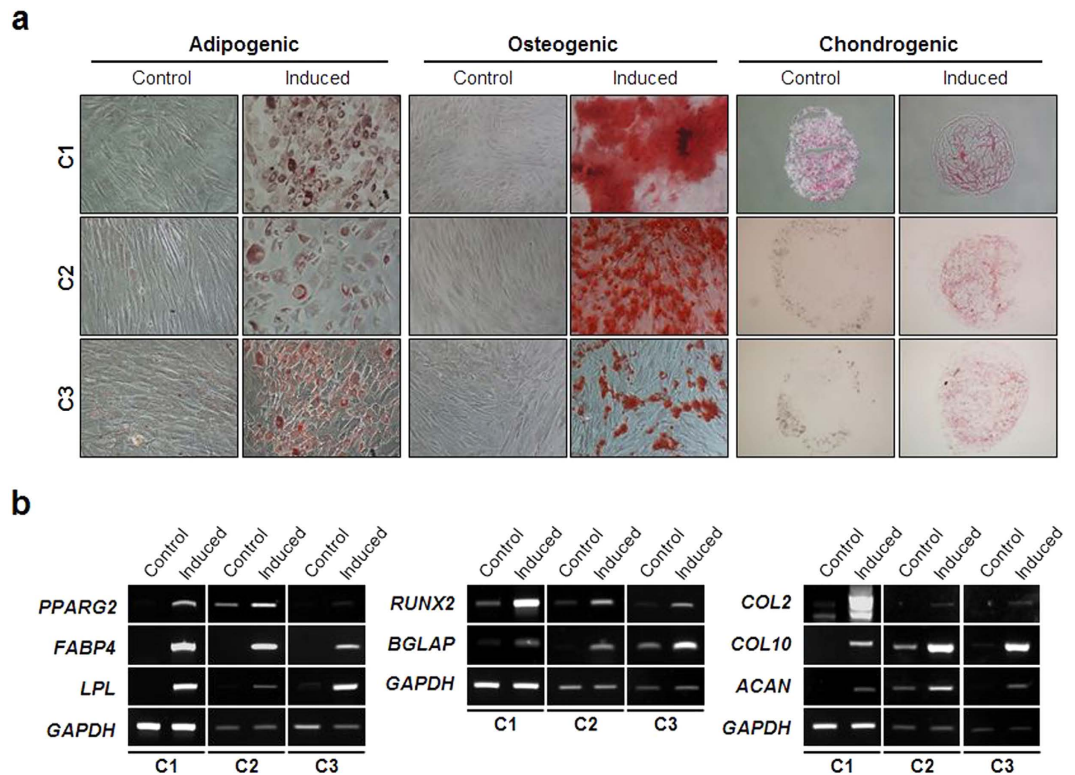 a
Adipogenic Osteogenic Chondrogenic
Control Induced Control Induced Control Induced
C1
C2
C3
b
Control Induced Control Induced Control Induced
PPARG2
FABP4
LPL
GAPDH
C1 C2 C3
Control Induced Control Induced Control Induced
RUNX2
BGLAP
GAPDH
C1 C2 C3
Control Induced Control Induced Control Induced
COL2
COL10
ACAN
GAPDH
C1 C2 C3